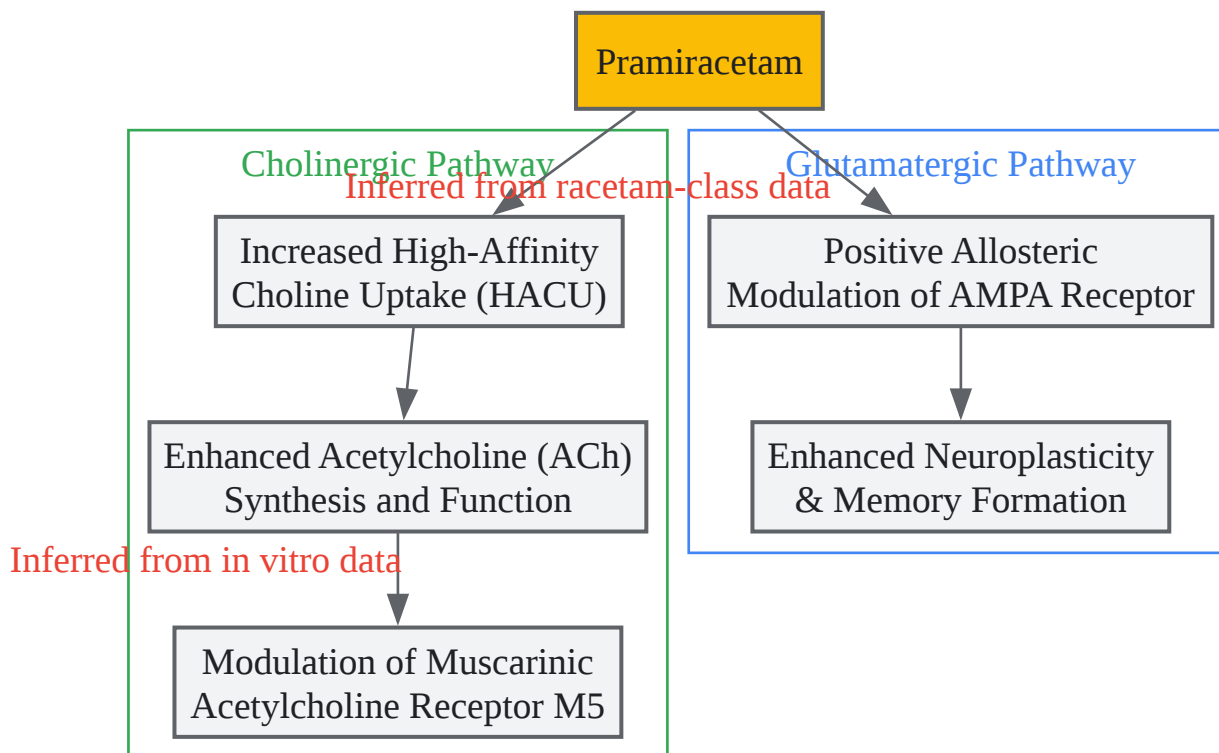 Pramiracetam
Cholinergic Pathway
Glutamatergic Pathway
Inferred from racetam-class data
Increased High-Affinity
Choline Uptake (HACU)
Positive Allosteric
Modulation of AMPA Receptor
Enhanced Acetylcholine (ACh)
Synthesis and Function
Enhanced Neuroplasticity
& Memory Formation
Inferred from in vitro data
Modulation of Muscarinic
Acetylcholine Receptor M5